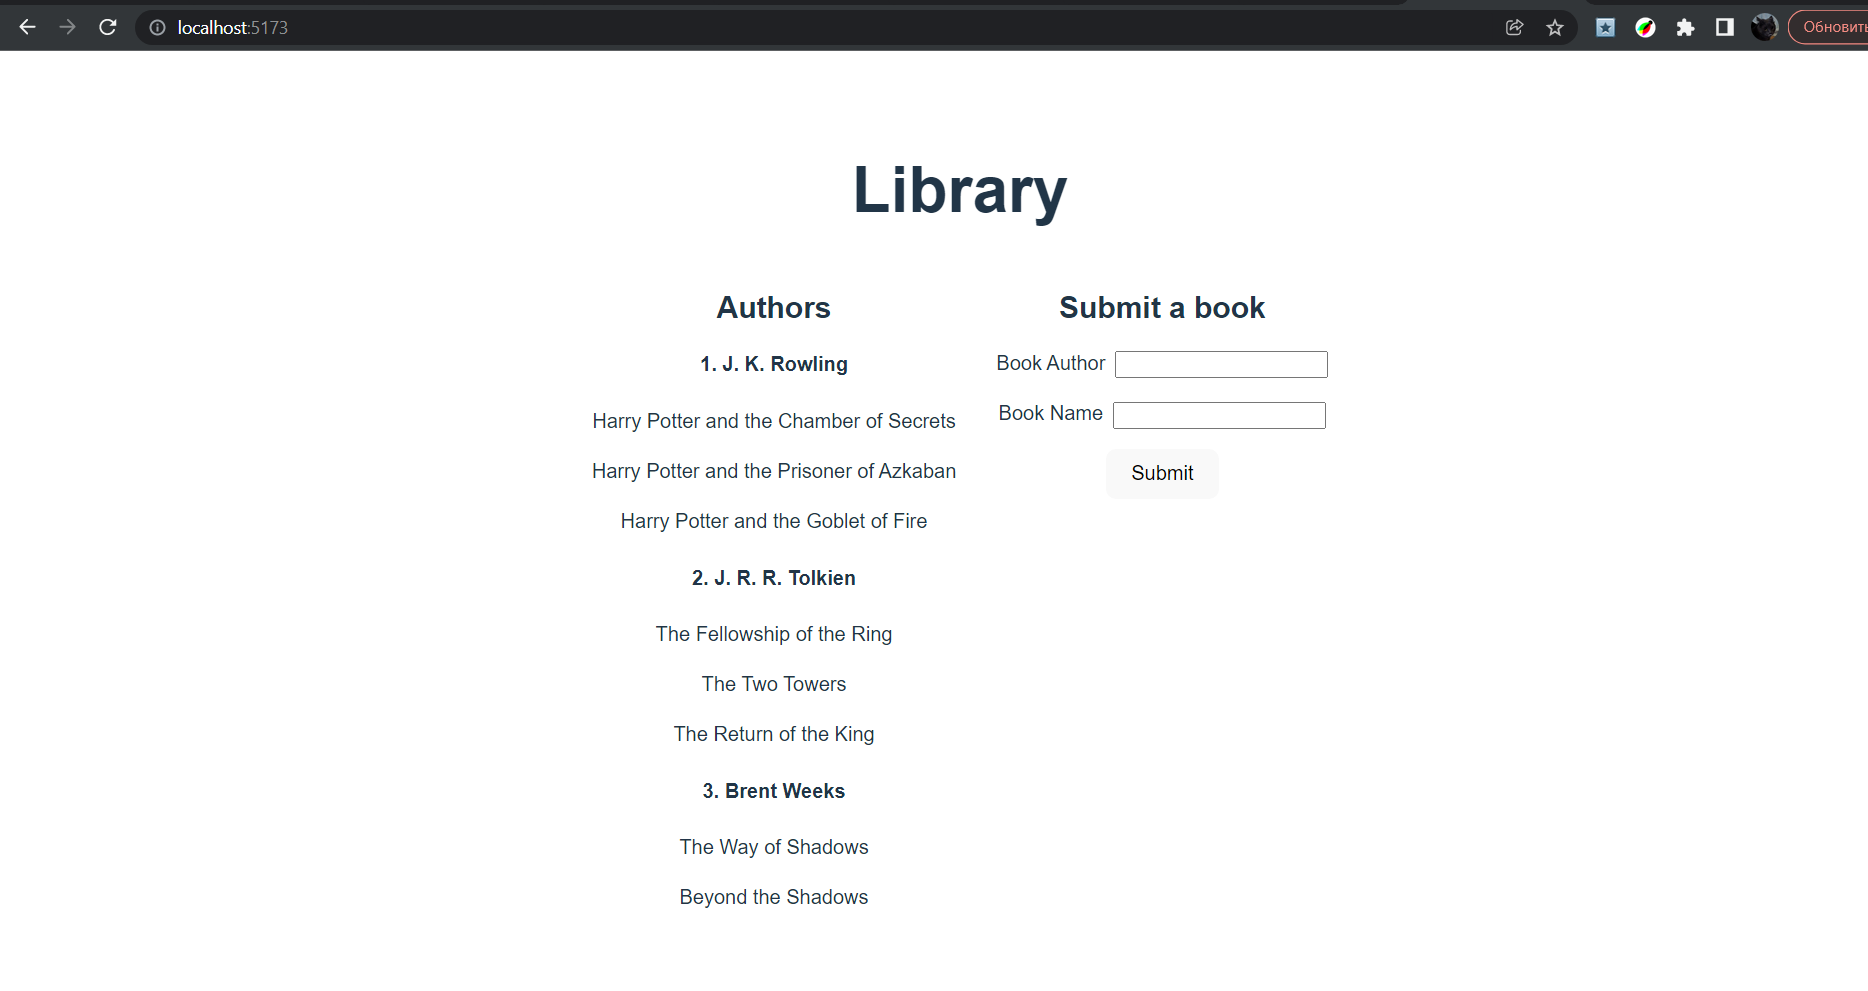 localhost:5173
Обновить
Library
Authors
1. J. K. Rowling
Harry Potter and the Chamber of Secrets
Harry Potter and the Prisoner of Azkaban
Harry Potter and the Goblet of Fire
2. J. R. R. Tolkien
The Fellowship of the Ring
The Two Towers
The Return of the King
3. Brent Weeks
The Way of Shadows
Beyond the Shadows
Submit a book
Book Author
Book Name
Submit